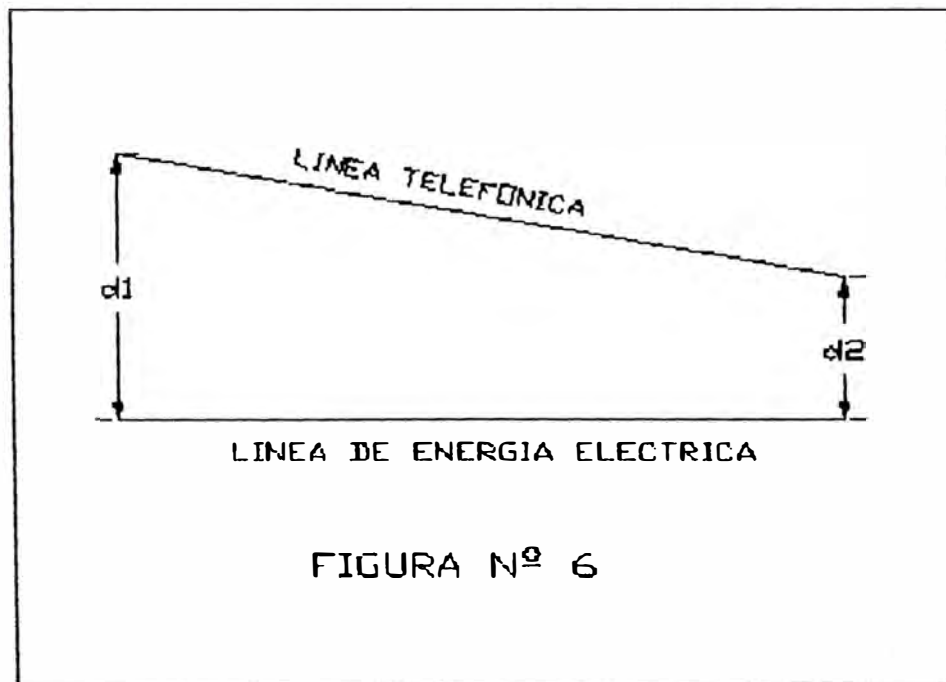 LINEA TELEFONICA
d1
d2
LINEA DE ENERGIA ELECTRICA
FIGURA Nº 6